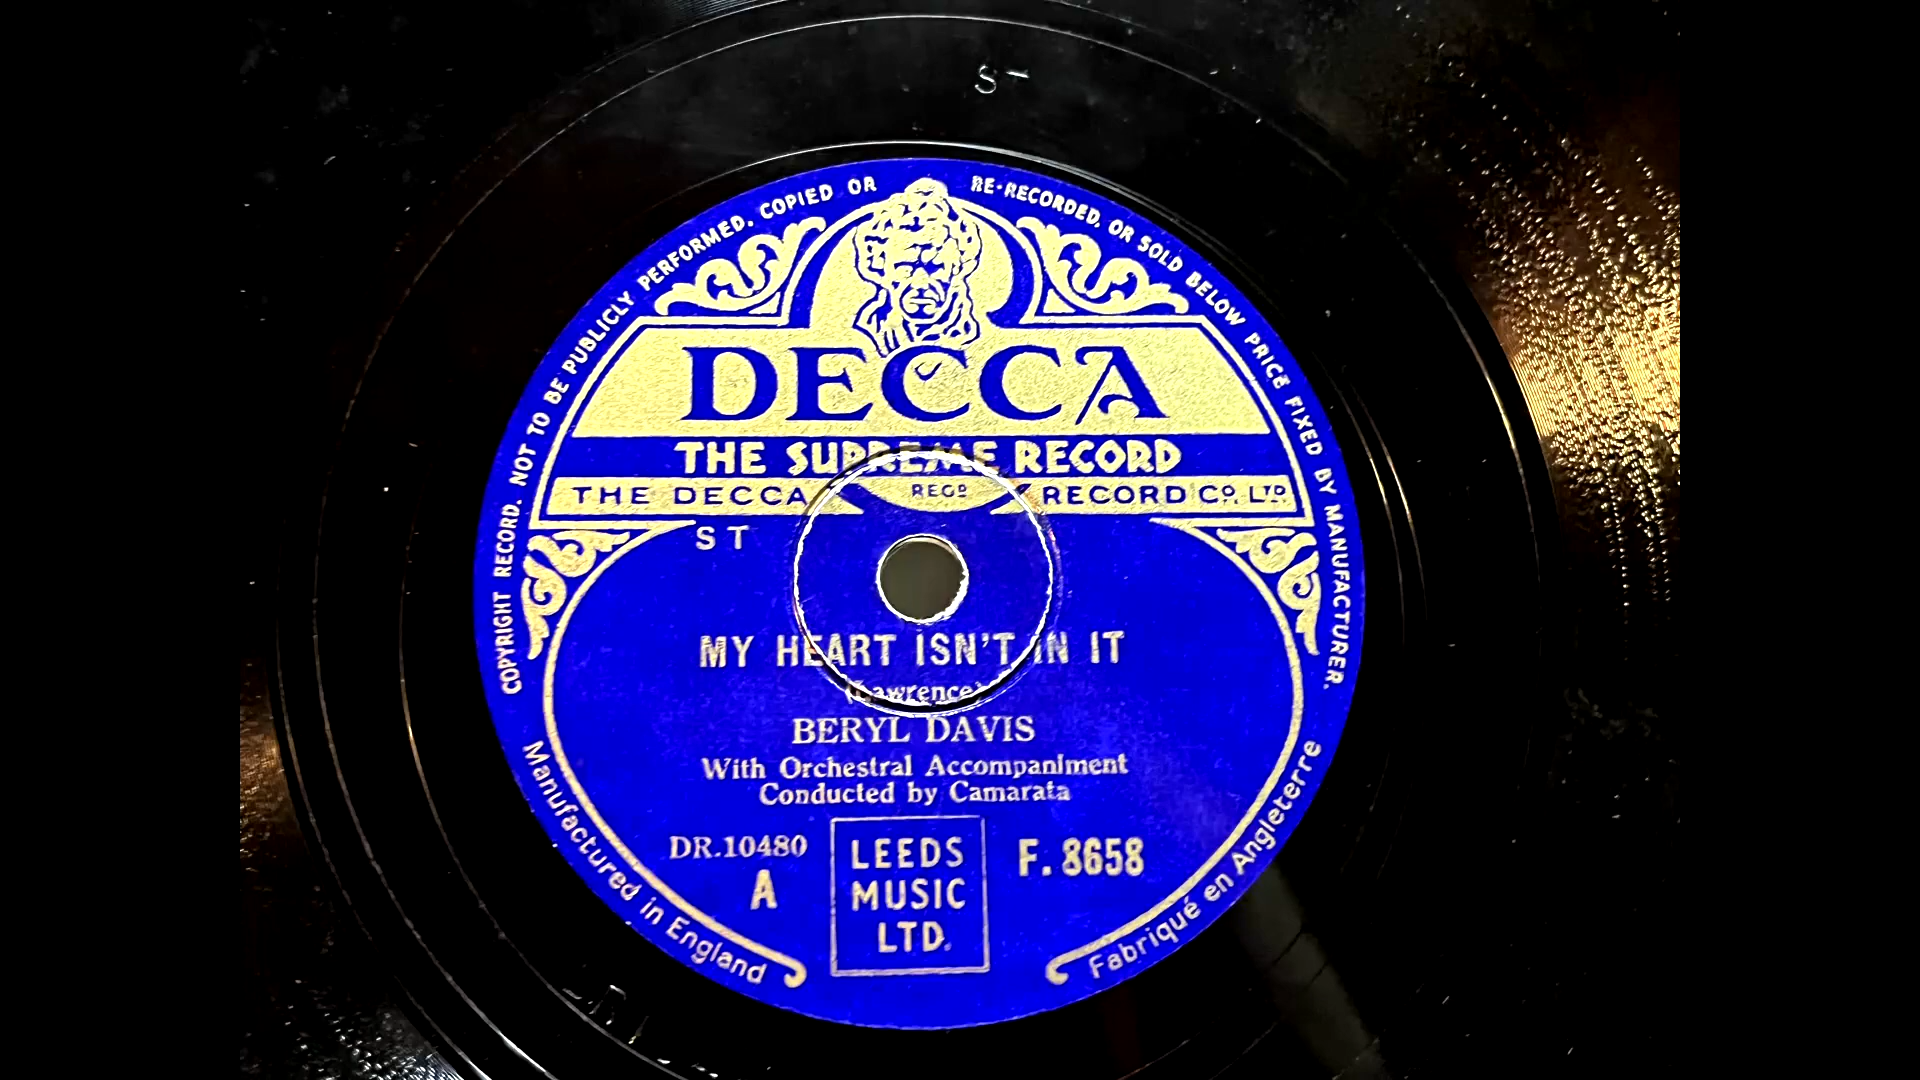 S-
COPYRIGHT RECORD. NOT TO BE PUBLICLY PERFORMED, COPIED OR RE-RECORDED, OR SOLD BELOW PRICE FIXED BY MANUFACTURER.
DECCA
THE SUPREME RECORD
THE DECCA REGD RECORD CO. LTD
ST
MY HEART ISN'T IN IT
(Lawrence)
BERYL DAVIS
With Orchestral Accompaniment
Conducted by Camarata
DR.10480
A
LEEDS
MUSIC
LTD.
F. 8658
Manufactured in England
Fabriqué en Angleterre